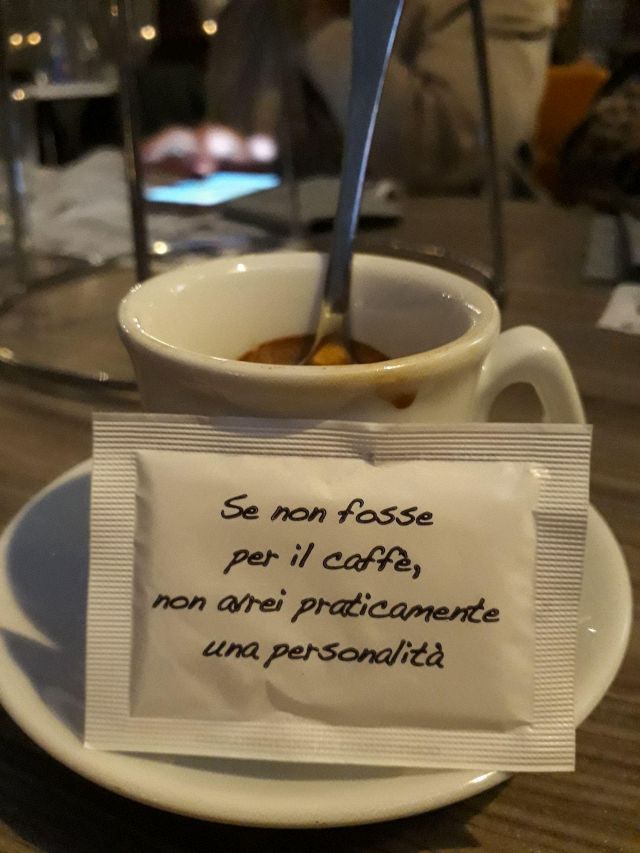 Se non fosse
per il caffè,
non avrei praticamente
una personalità